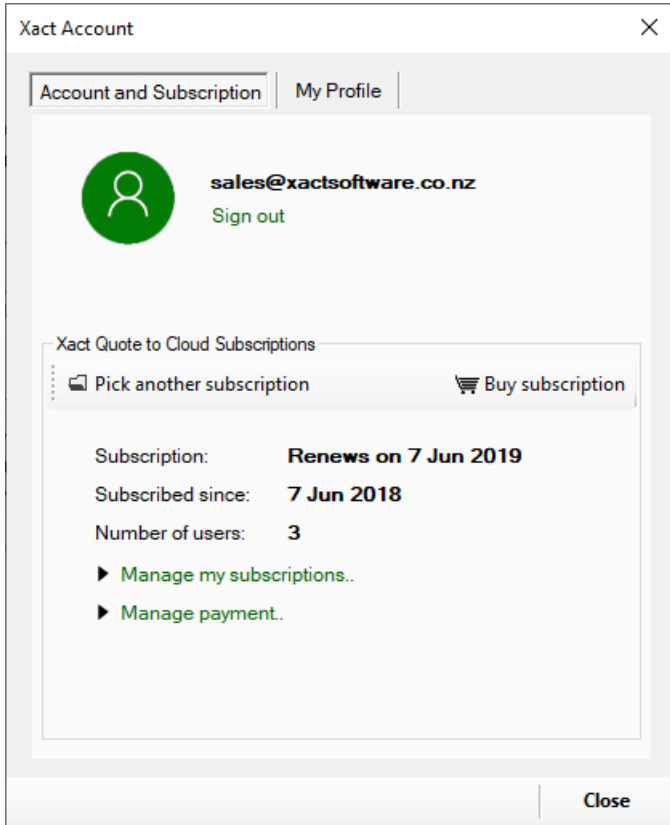 Xact Account
Account and Subscription My Profile
sales@xactsoftware.co.nz
Sign out
Xact Quote to Cloud Subscriptions
Pick another subscription Buy subscription
Subscription: Renews on 7 Jun 2019
Subscribed since: 7 Jun 2018
Number of users: 3
Manage my subscriptions..
Manage payment..
Close